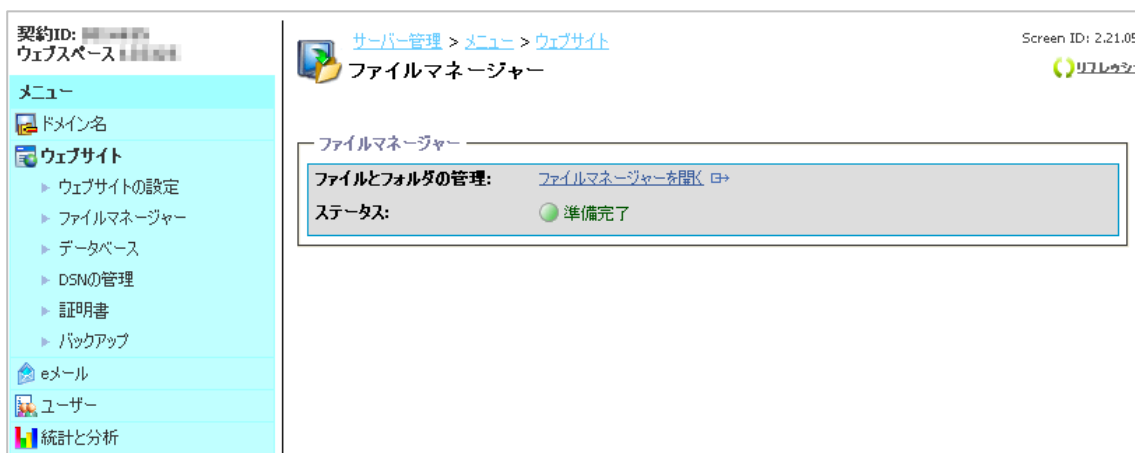 契約ID:
ウェブスペース
メニュー
ドメイン名
ウェブサイト
ウェブサイトの設定
ファイルマネージャー
データベース
DSNの管理
証明書
バックアップ
eメール
ユーザー
統計と分析
サーバー管理 > メニュー > ウェブサイト
ファイルマネージャー
Screen ID: 2.21.05
リフレッシ
ファイルマネージャー
ファイルとフォルダの管理: ファイルマネージャーを開く
ステータス: 準備完了